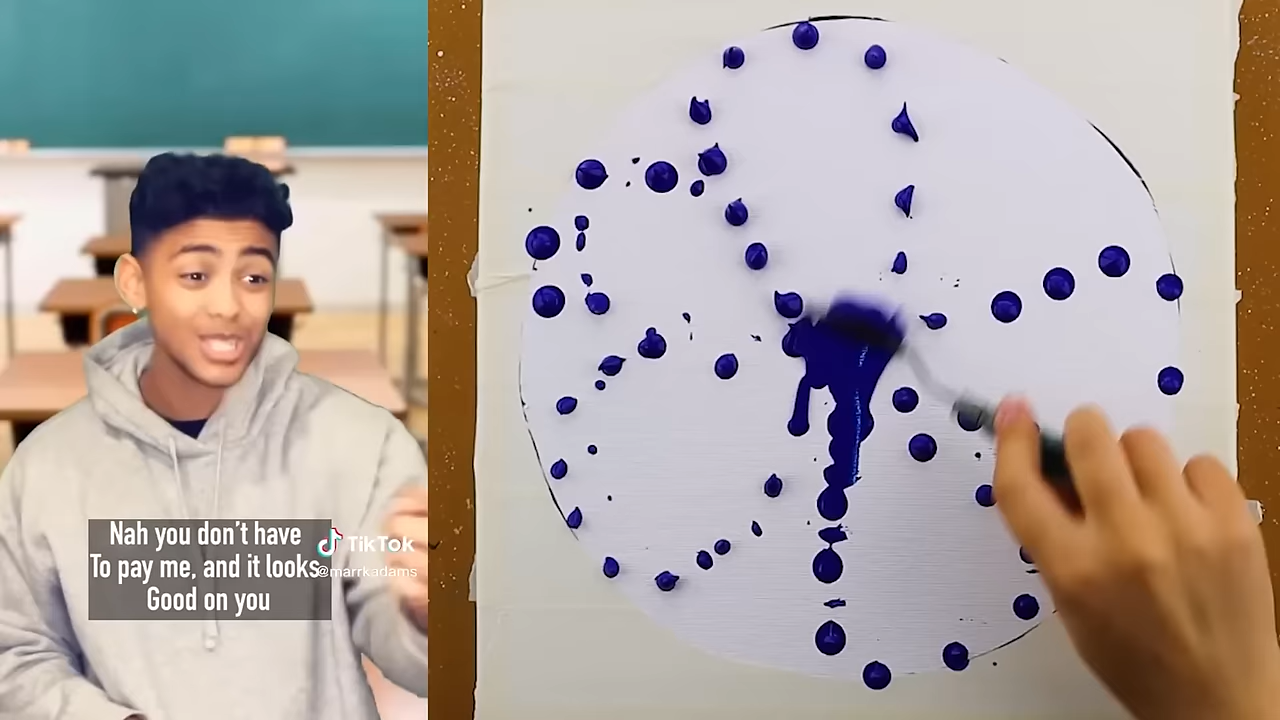 Nah you don't have
To pay me, and it looks
Good on you
TikTok
@marrkadams